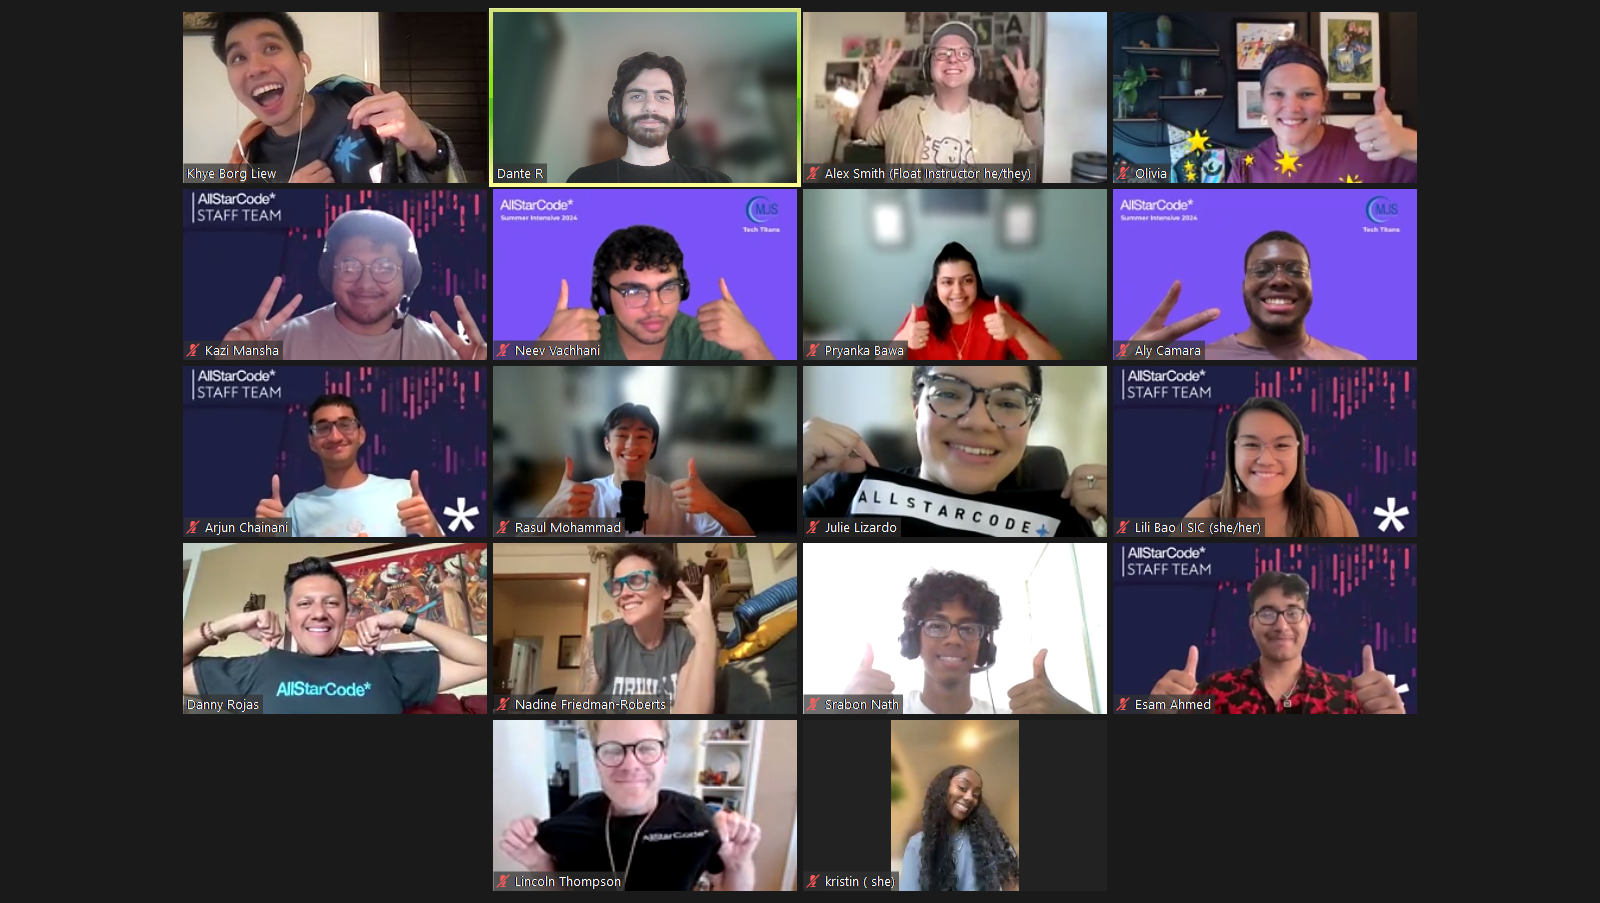 Khye Borg Liew
Dante R
Alex Smith (Float Instructor he/they)
Olivia
AllStarCode*
STAFF TEAM
Kazi Mansha
AllStarCode*
Summer Intensive 2024
MJS
Tech Titans
Neev Vachhani
Pryanka Bawa
AllStarCode*
Summer Intensive 2024
MJS
Tech Titans
Aly Camara
AllStarCode*
STAFF TEAM
*
Arjun Chainani
Rasul Mohammad
ALLSTARCODE
Julie Lizardo
AllStarCode*
STAFF TEAM
*
Lili Bao I SIC (she/her)
AllStarCode*
Danny Rojas
Nadine Friedman-Roberts
Srabon Nath
AllStarCode*
STAFF TEAM
Esam Ahmed
AllStarCode*
Lincoln Thompson
kristin ( she)